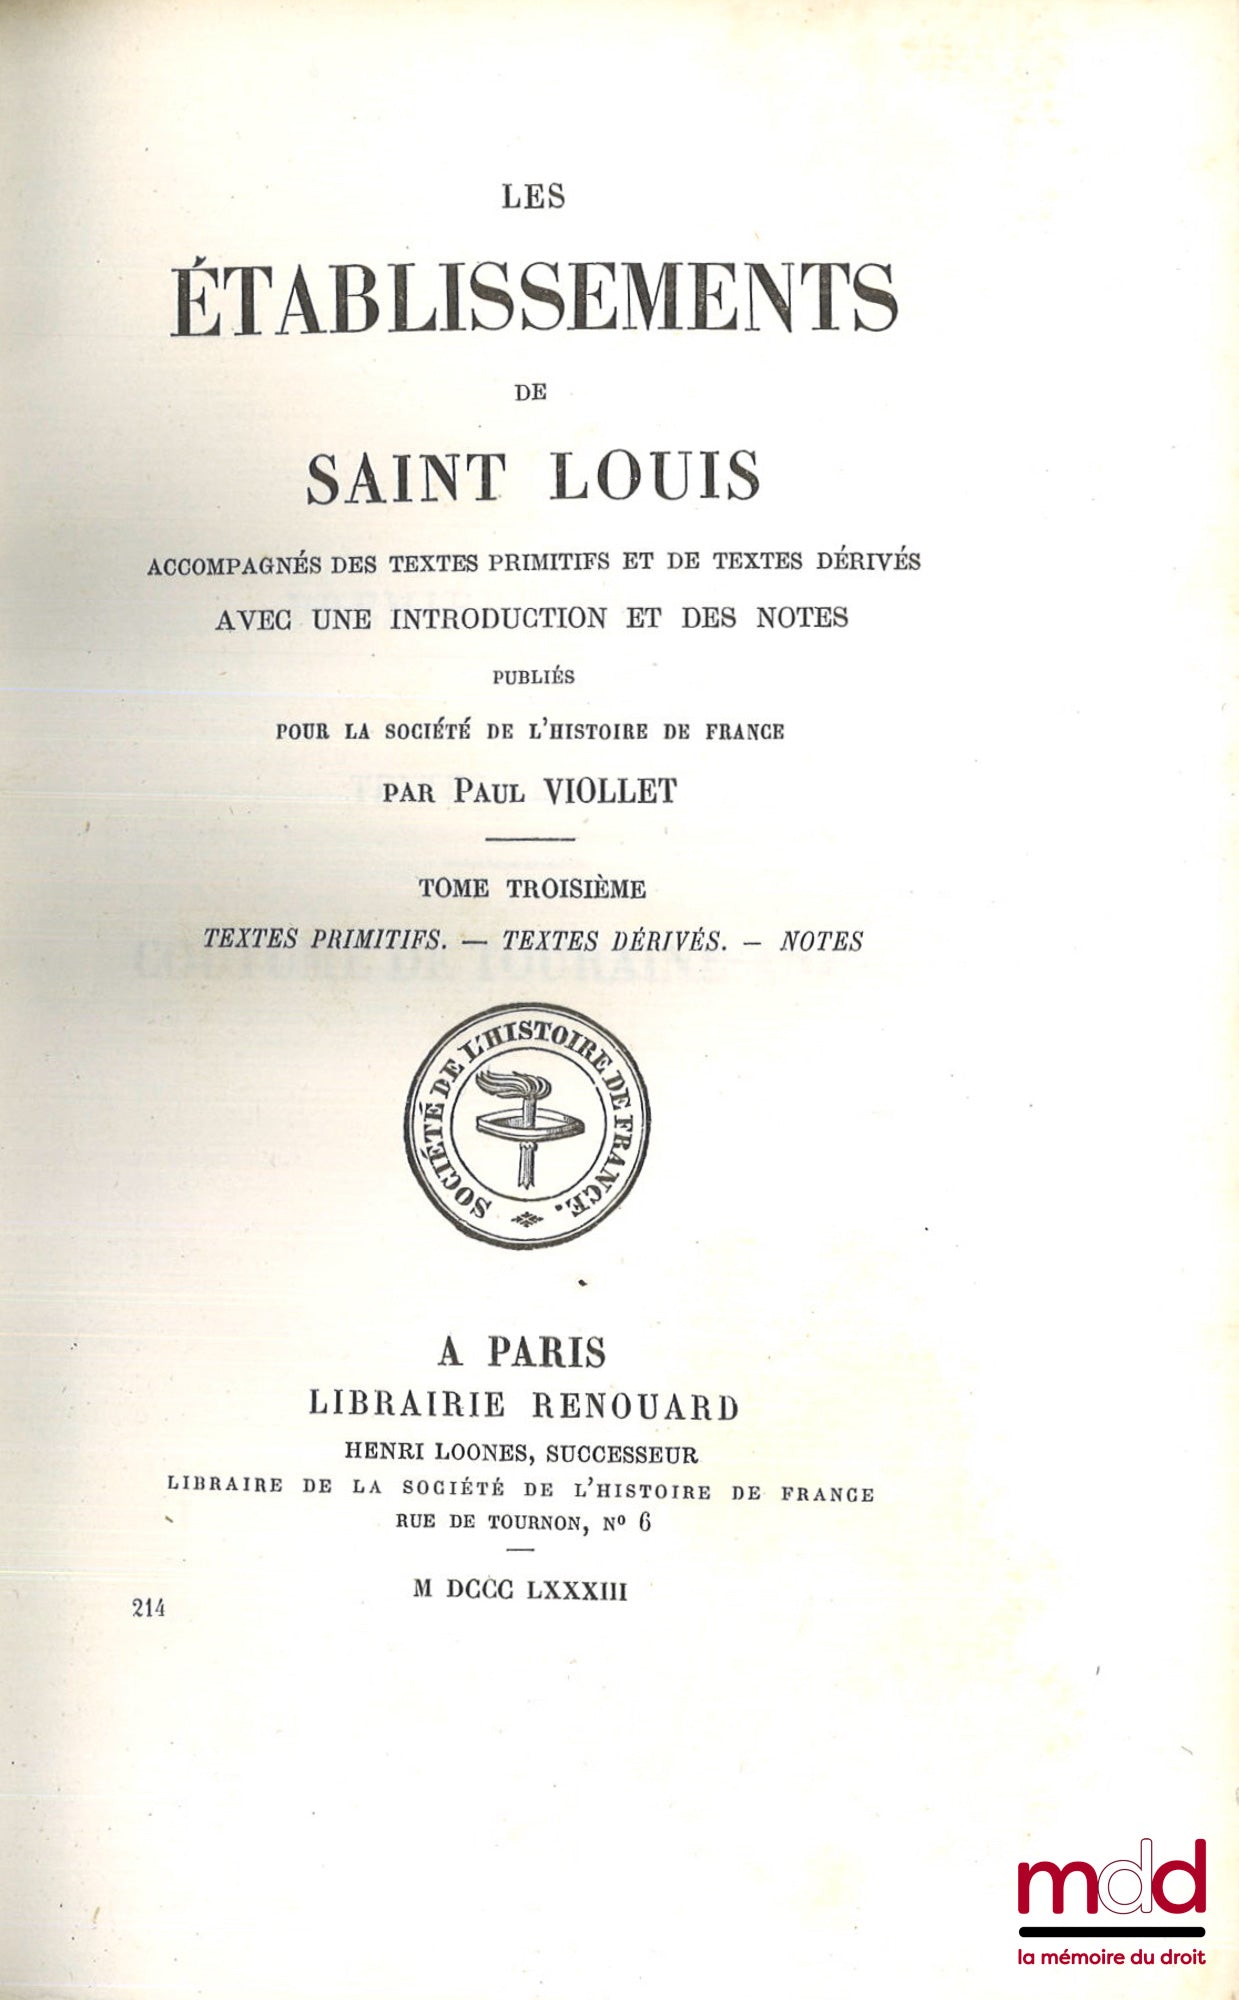 LES
ÉTABLISSEMENTS
DE
SAINT LOUIS
ACCOMPAGNÉS DES TEXTES PRIMITIFS ET DE TEXTES DÉRIVÉS
AVEC UNE INTRODUCTION ET DES NOTES
PUBLIÉS
POUR LA SOCIÉTÉ DE L'HISTOIRE DE FRANCE
PAR PAUL VIOLLET
TOME TROISIÈME
TEXTES PRIMITIFS. — TEXTES DÉRIVÉS. — NOTES
SOCIÉTÉ DE L'HISTOIRE DE FRANCE.
A PARIS
LIBRAIRIE RENOUARD
HENRI LOONES, SUCCESSEUR
LIBRAIRE DE LA SOCIÉTÉ DE L'HISTOIRE DE FRANCE
RUE DE TOURNON, Nº 6
M DCCC LXXXIII
214
mdd
la mémoire du droit